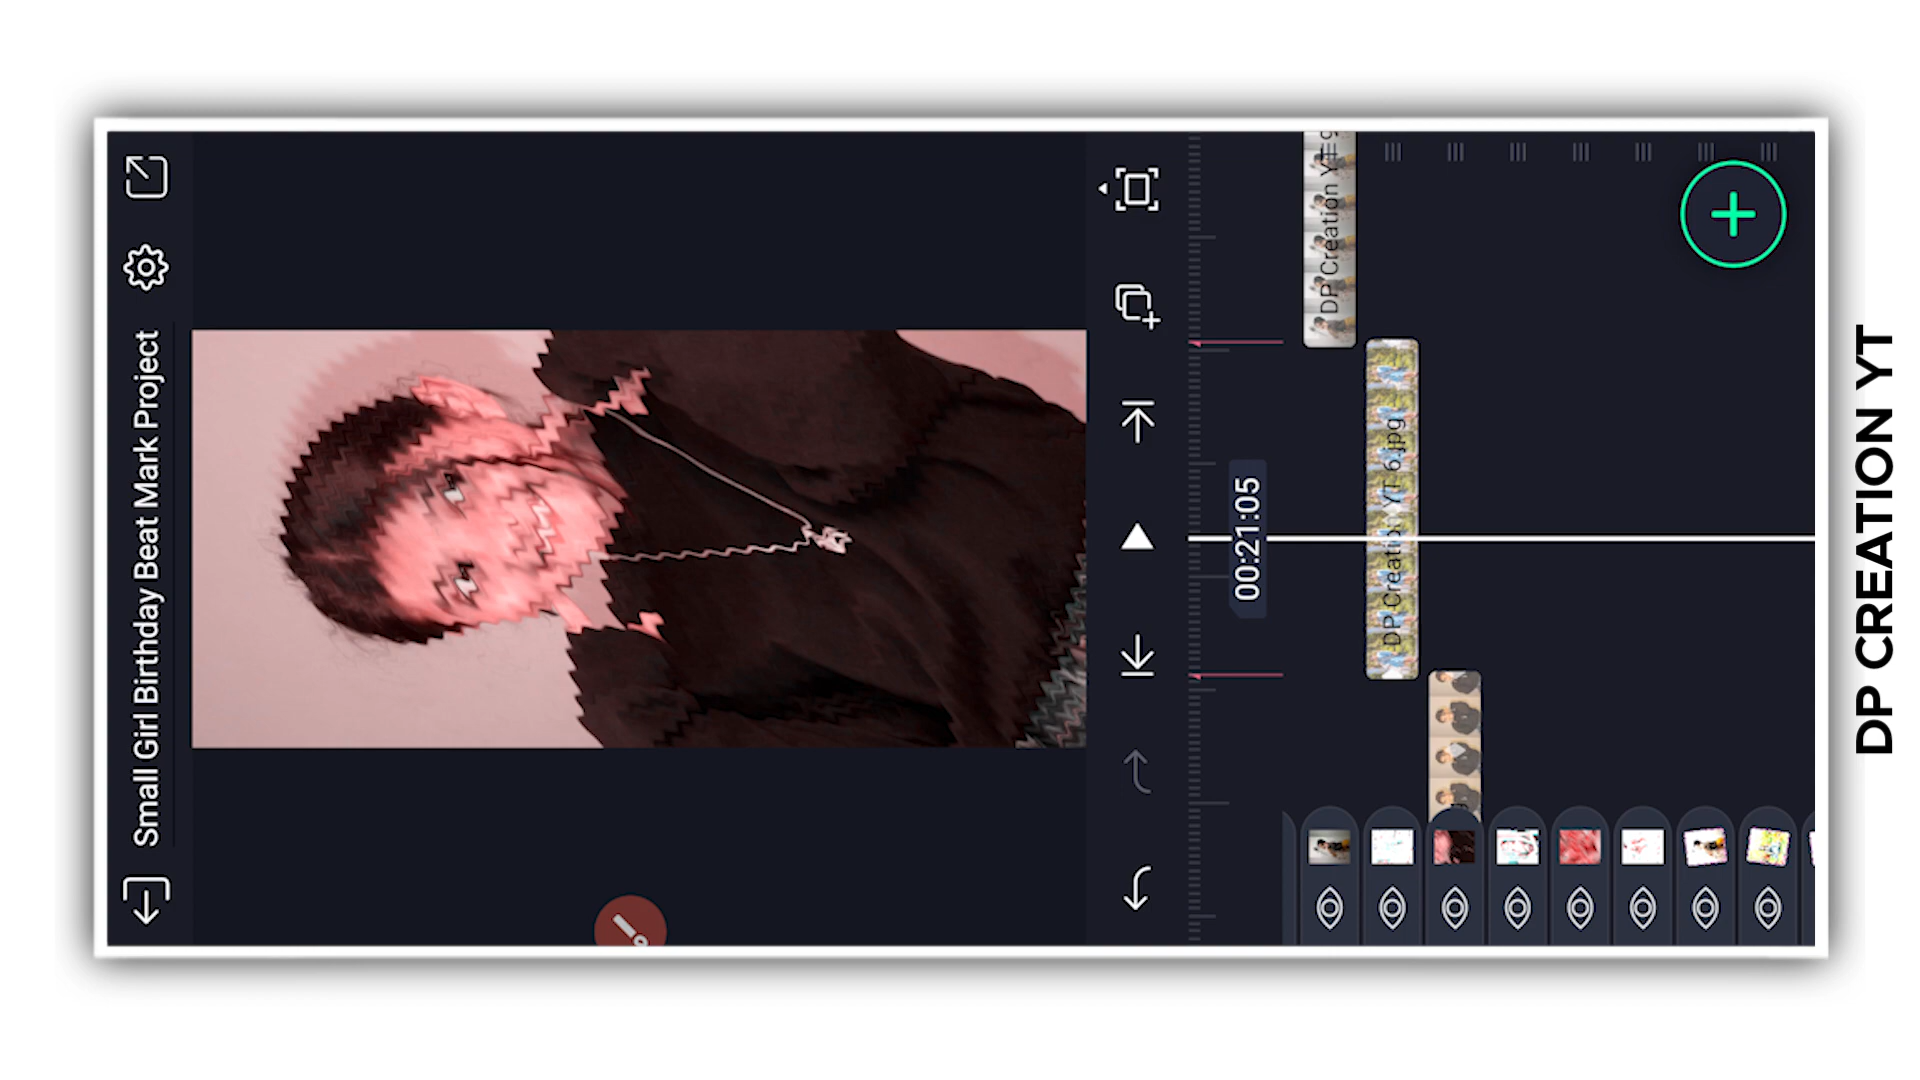 Small Girl Birthday Beat Mark Project
00:21:05
DP Creation YT
DP Creation YT 6.jpg
DP CREATION YT